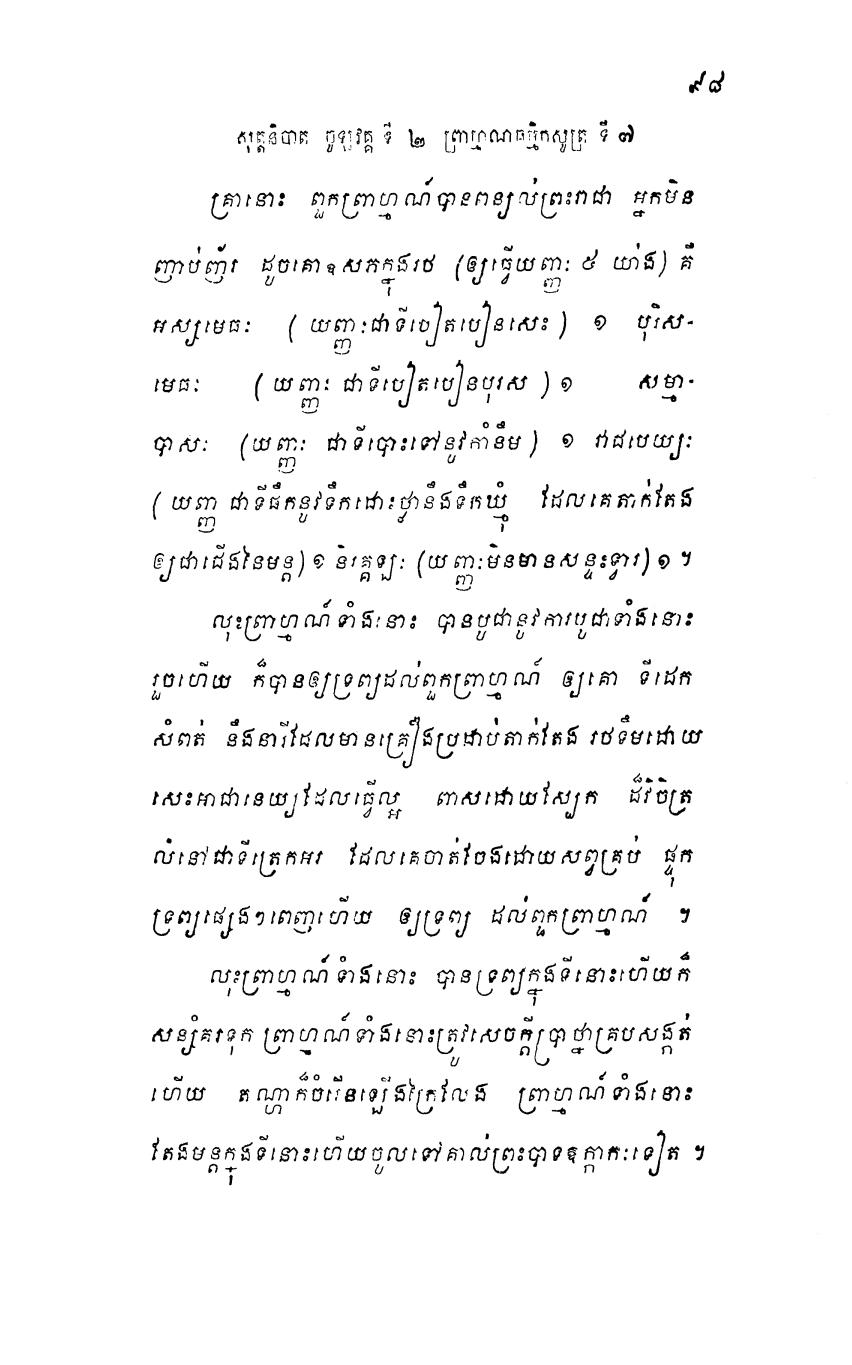 ៩៨
សុត្តនិបាត ចូឡវគ្គ ទី ២ ព្រាហ្មណធម្មិកសូត្រ ទី ៧
គ្រានោះ ពួកព្រាហ្មណ៍បានពន្យល់ព្រះរាជា អ្នកមិន
ញាប់ញ័រ ដូចគោឧសភក្នុងរថ (ឲ្យធ្វើយញ្ញៈ ៥ យ៉ាង) គឺ
អស្សមេធៈ (យញ្ញៈជាទីបៀតបៀនសេះ) ១ បុរិស-
មេធៈ (យញ្ញៈ ជាទីបៀតបៀនបុរស) ១ សម្មា-
បាសៈ (យញ្ញៈ ជាទីបោះទៅនូវកាំនឹម) ១ វាជបេយ្យៈ
(យញ្ញ ជាទីផឹកនូវទឹកដោះថ្លានឹងទឹកឃ្មុំ ដែលគេតាក់តែង
ឲ្យជាជើងនៃមន្ត) ១ និរគ្គឡៈ (យញ្ញៈមិនមានសន្ទះទ្វារ) ១ ។
លុះព្រាហ្មណ៍ទាំងនោះ បានបូជានូវការបូជាទាំងនោះ
រួចហើយ ក៏បានឲ្យទ្រព្យដល់ពួកព្រាហ្មណ៍ ឲ្យគោ ទីដេក
សំពត់ នឹងនារីដែលមានគ្រឿងប្រដាប់តាក់តែង រថទឹមដោយ
សេះអាជានេយ្យដែលធ្វើល្អ ពាសដោយស្បែក ដ៏វិចិត្រ
លំនៅជាទីត្រេកអរ ដែលគេចាត់ចែងដោយសព្វគ្រប់ ផ្ទុក
ទ្រព្យផ្សេងៗពេញហើយ ឲ្យទ្រព្យ ដល់ពួកព្រាហ្មណ៍ ។
លុះព្រាហ្មណ៍ទាំងនោះ បានទ្រព្យក្នុងទីនោះហើយក៏
សន្សំគរទុក ព្រាហ្មណ៍ទាំងនោះត្រូវសេចក្តីប្រាថ្នាគ្របសង្កត់
ហើយ តណ្ហាក៏ចំរើនឡើងក្រៃលែង ព្រាហ្មណ៍ទាំងនោះ
តែងមន្តក្នុងទីនោះហើយចូលទៅគាល់ព្រះបាទឧក្កាកៈទៀត ។